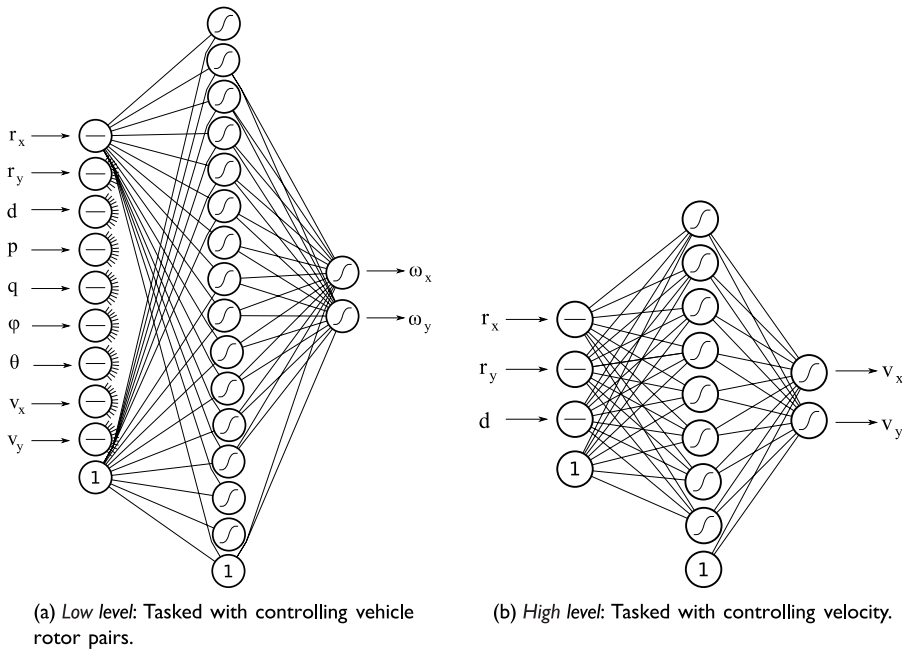 r_x
r_y
d
p
q
φ
θ
v_x
v_y
1
1
ω_x
ω_y
r_x
r_y
d
1
1
v_x
v_y
(a) Low level: Tasked with controlling vehicle
rotor pairs.
(b) High level: Tasked with controlling velocity.